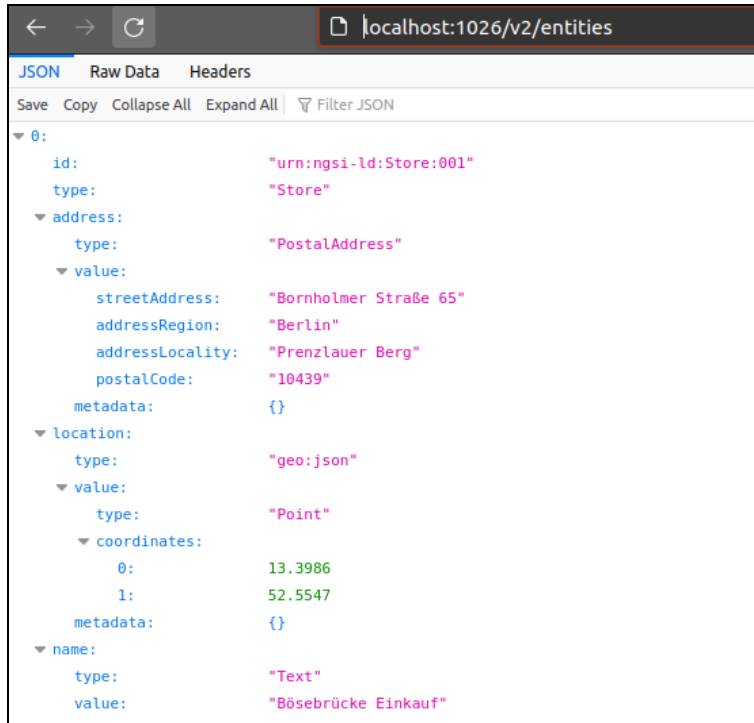 localhost:1026/v2/entities
JSON Raw Data Headers
Save Copy Collapse All Expand All Filter JSON
0:
id: "urn:ngsi-ld:Store:001"
type: "Store"
address:
type: "PostalAddress"
value:
streetAddress: "Bornholmer Straße 65"
addressRegion: "Berlin"
addressLocality: "Prenzlauer Berg"
postalCode: "10439"
metadata: {}
location:
type: "geo:json"
value:
type: "Point"
coordinates:
0: 13.3986
1: 52.5547
metadata: {}
name:
type: "Text"
value: "Bösebrücke Einkauf"